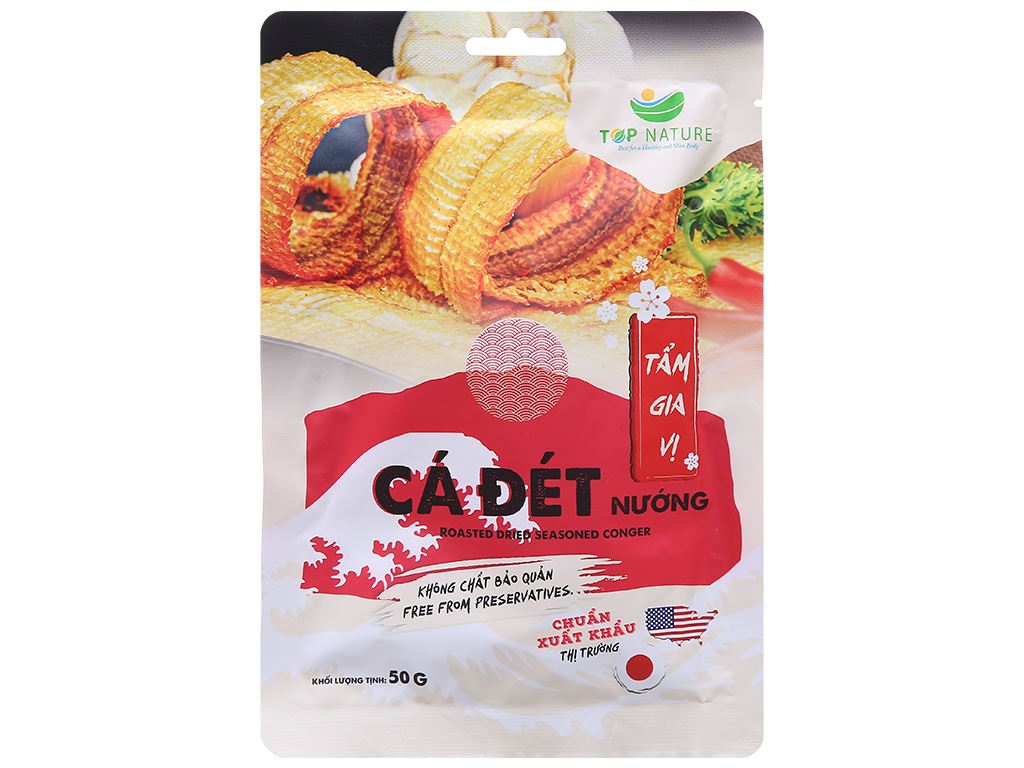 TOP NATURE
Best for a Healthy and Slim Body
TẨM
GIA
VỊ
CÁ ĐÉT NƯỚNG
ROASTED DRIED SEASONED CONGER
KHÔNG CHẤT BẢO QUẢN
FREE FROM PRESERVATIVES...
CHUẨN
XUẤT KHẨU
THỊ TRƯỜNG
KHỐI LƯỢNG TỊNH: 50 G